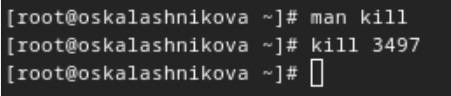 [root@oskalashnikova ~]# man kill
[root@oskalashnikova ~]# kill 3497
[root@oskalashnikova ~]#